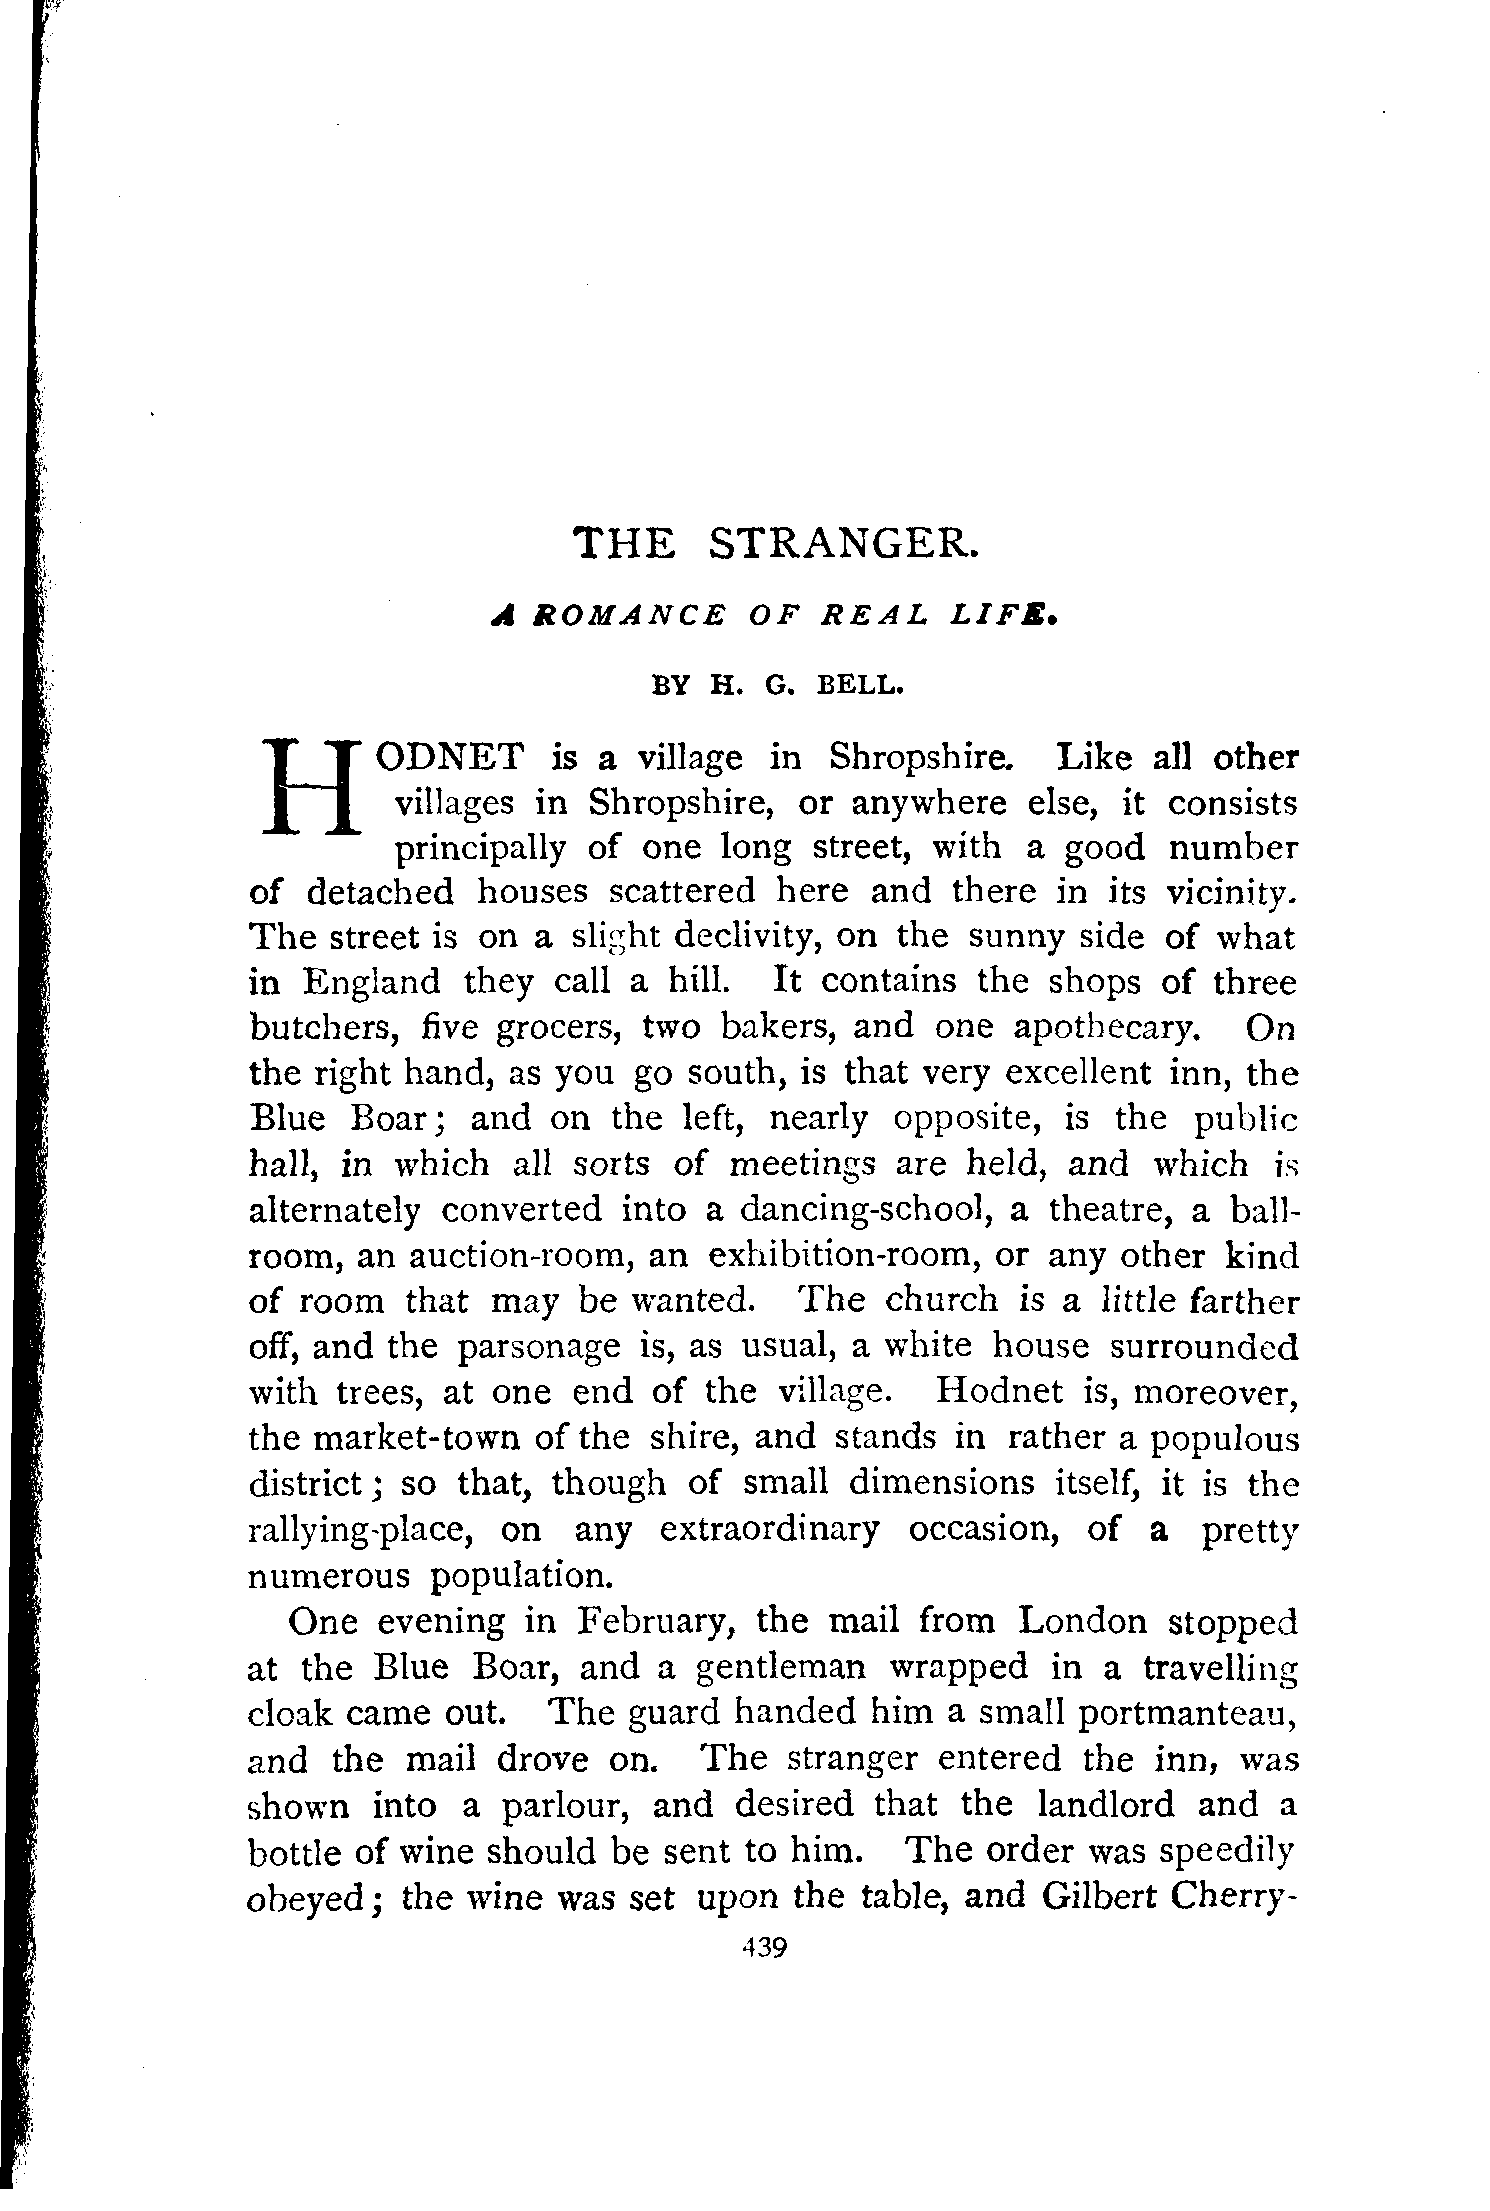 THE STRANGER.
A ROMANCE OF REAL LIFE.
BY H. G. BELL.
HODNET is a village in Shropshire. Like all other
villages in Shropshire, or anywhere else, it consists
principally of one long street, with a good number
of detached houses scattered here and there in its vicinity.
The street is on a slight declivity, on the sunny side of what
in England they call a hill. It contains the shops of three
butchers, five grocers, two bakers, and one apothecary. On
the right hand, as you go south, is that very excellent inn, the
Blue Boar; and on the left, nearly opposite, is the public
hall, in which all sorts of meetings are held, and which is
alternately converted into a dancing-school, a theatre, a ball-
room, an auction-room, an exhibition-room, or any other kind
of room that may be wanted. The church is a little farther
off, and the parsonage is, as usual, a white house surrounded
with trees, at one end of the village. Hodnet is, moreover,
the market-town of the shire, and stands in rather a populous
district; so that, though of small dimensions itself, it is the
rallying-place, on any extraordinary occasion, of a pretty
numerous population.
One evening in February, the mail from London stopped
at the Blue Boar, and a gentleman wrapped in a travelling
cloak came out. The guard handed him a small portmanteau,
and the mail drove on. The stranger entered the inn, was
shown into a parlour, and desired that the landlord and a
bottle of wine should be sent to him. The order was speedily
obeyed; the wine was set upon the table, and Gilbert Cherry-
439